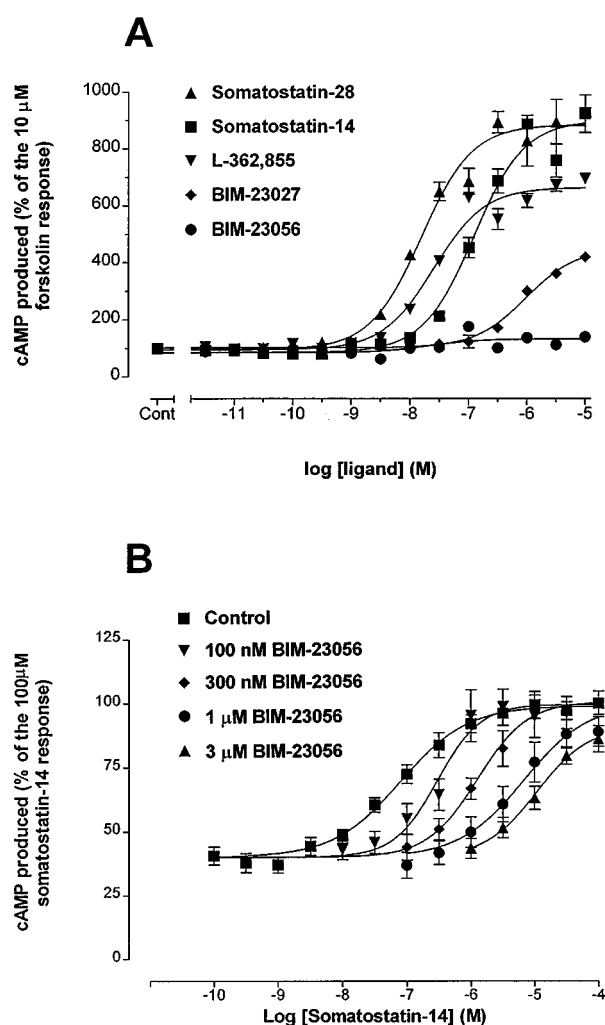 A
cAMP produced (% of the 10 μM
forskolin response)
1000
800
600
400
200
100
0
Somatostatin-28
Somatostatin-14
L-362,855
BIM-23027
BIM-23056
Cont -11 -10 -9 -8 -7 -6 -5
log [ligand] (M)
B
cAMP produced (% of the 100μM
somatostatin-14 response)
125
100
75
50
25
0
Control
100 nM BIM-23056
300 nM BIM-23056
1 μM BIM-23056
3 μM BIM-23056
-10 -9 -8 -7 -6 -5 -4
Log [Somatostatin-14] (M)